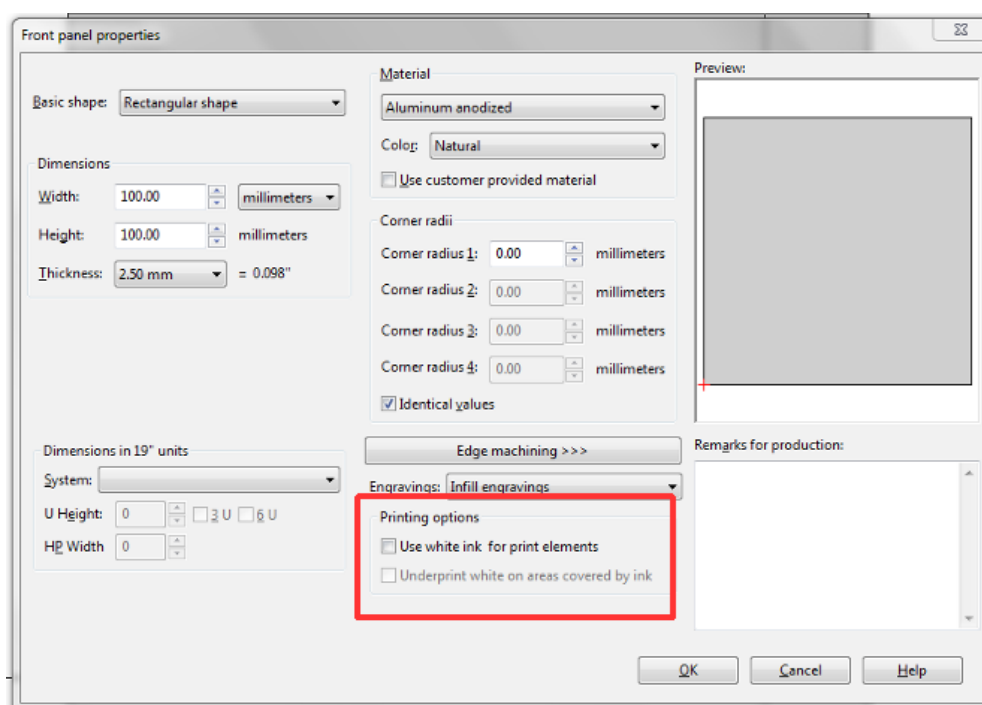 Front panel properties
Basic shape: Rectangular shape
Dimensions
Width: 100.00 millimeters
Height: 100.00 millimeters
Thickness: 2.50 mm = 0.098"
Dimensions in 19" units
System:
U Height: 0 3 U 6 U
HP Width 0
Material
Aluminum anodized
Color: Natural
Use customer provided material
Corner radii
Corner radius 1: 0.00 millimeters
Corner radius 2: 0.00 millimeters
Corner radius 3: 0.00 millimeters
Corner radius 4: 0.00 millimeters
Identical values
Edge machining >>>
Engravings: Infill engravings
Printing options
Use white ink for print elements
Underprint white on areas covered by ink
Preview:
Remarks for production:
OK Cancel Help